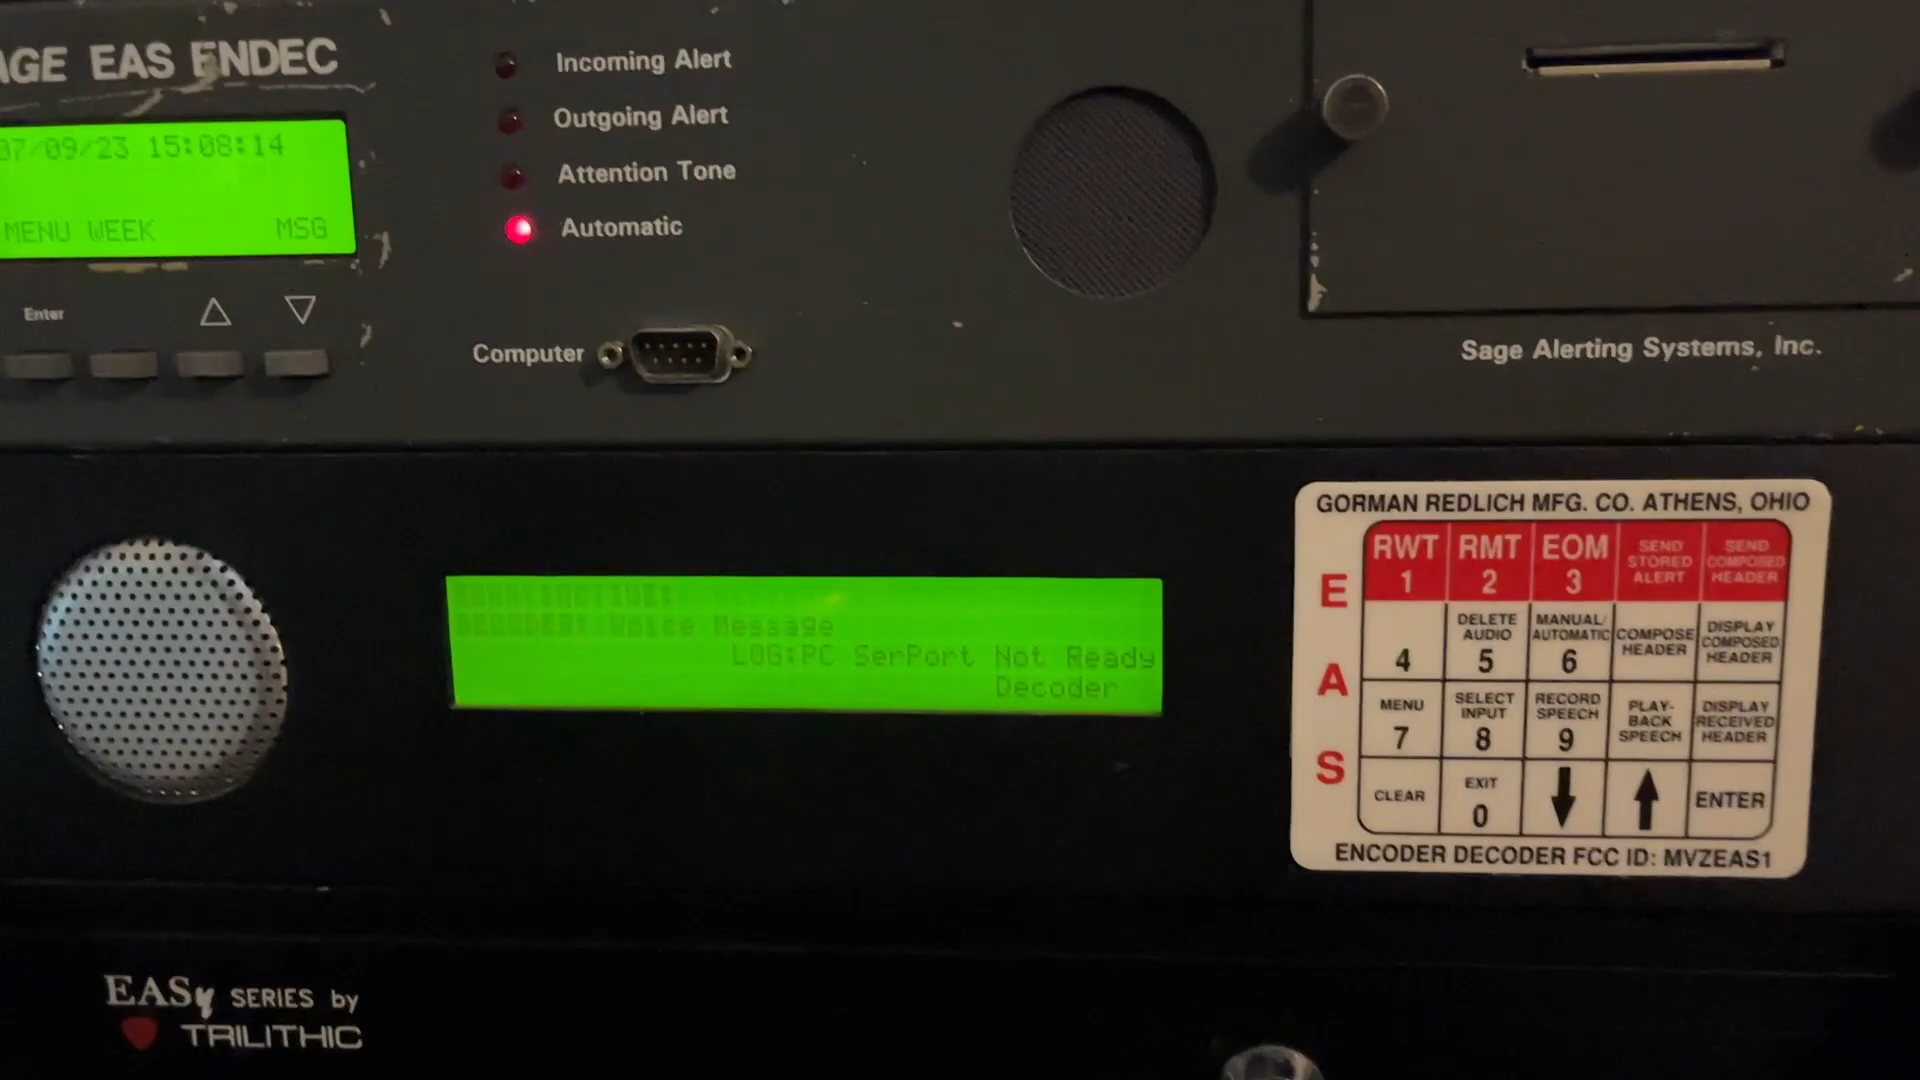 AGE EAS ENDEC
07/09/23 15:08:14
MENU WEEK MSG
Enter
Incoming Alert
Outgoing Alert
Attention Tone
Automatic
Computer
Sage Alerting Systems, Inc.
Voice Message
LOG:PC SerPort Not Ready
Decoder
GORMAN REDLICH MFG. CO. ATHENS, OHIO
EAS
RWT 1
RMT 2
EOM 3
SEND STORED ALERT
SEND COMPOSED HEADER
4
DELETE AUDIO 5
MANUAL/AUTOMATIC 6
COMPOSE HEADER
DISPLAY COMPOSED HEADER
MENU 7
SELECT INPUT 8
RECORD SPEECH 9
PLAY-BACK SPEECH
DISPLAY RECEIVED HEADER
CLEAR
EXIT 0
ENTER
ENCODER DECODER FCC ID: MVZEAS1
EASy SERIES by
TRILITHIC